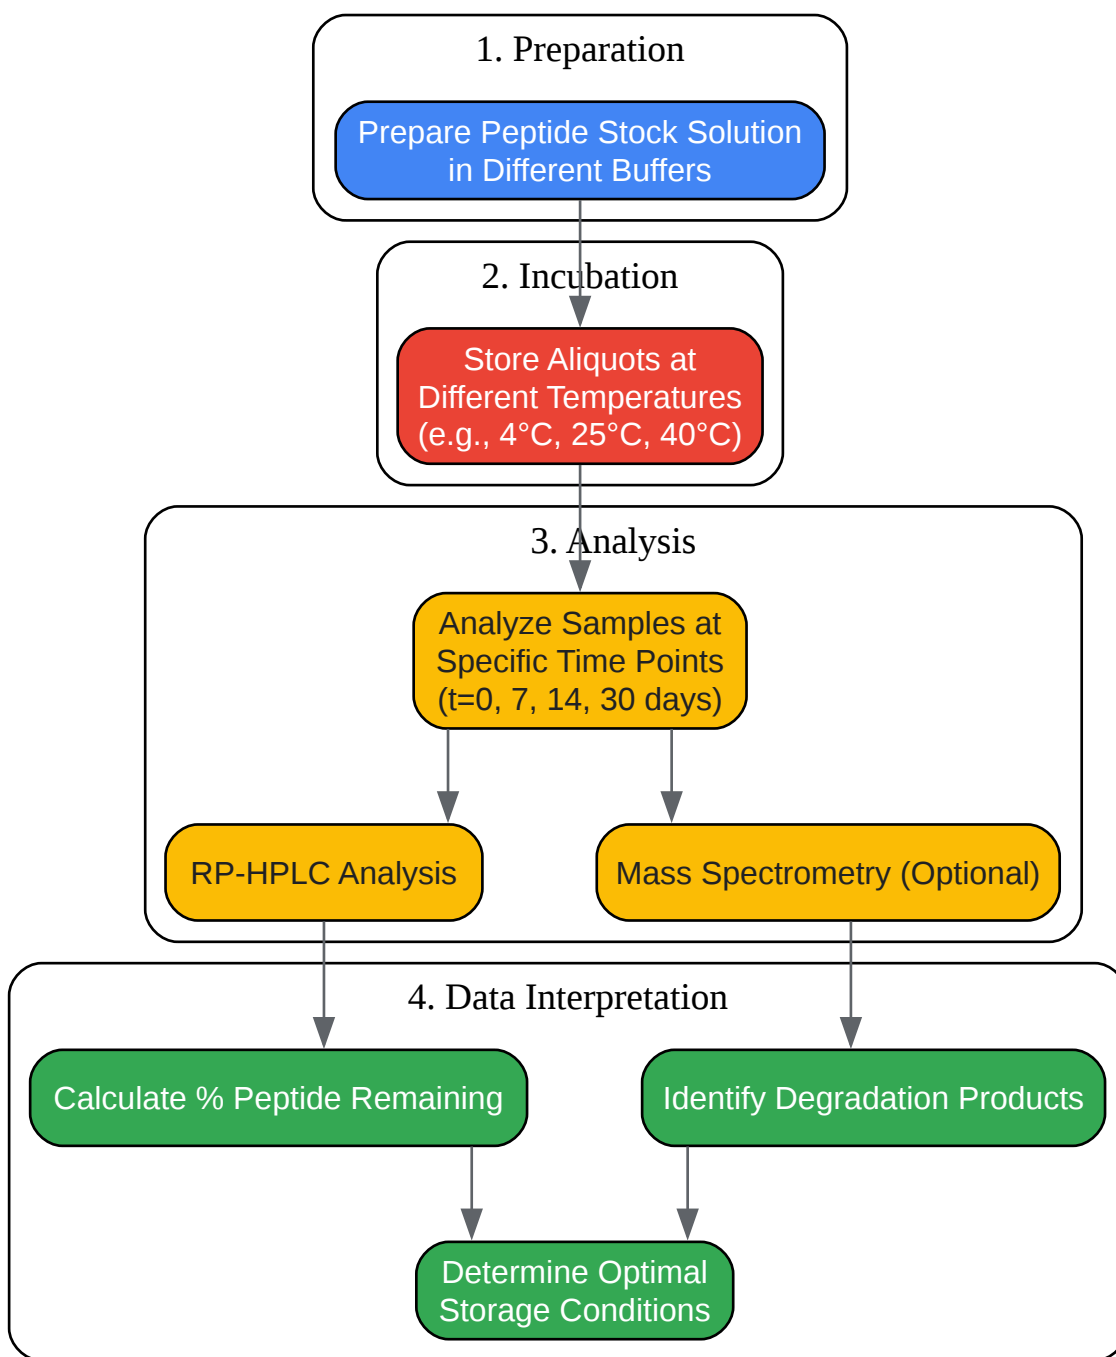 1. Preparation
Prepare Peptide Stock Solution
in Different Buffers
2. Incubation
Store Aliquots at
Different Temperatures
(e.g., 4°C, 25°C, 40°C)
3. Analysis
Analyze Samples at
Specific Time Points
(t=0, 7, 14, 30 days)
RP-HPLC Analysis
Mass Spectrometry (Optional)
4. Data Interpretation
Calculate % Peptide Remaining
Identify Degradation Products
Determine Optimal
Storage Conditions